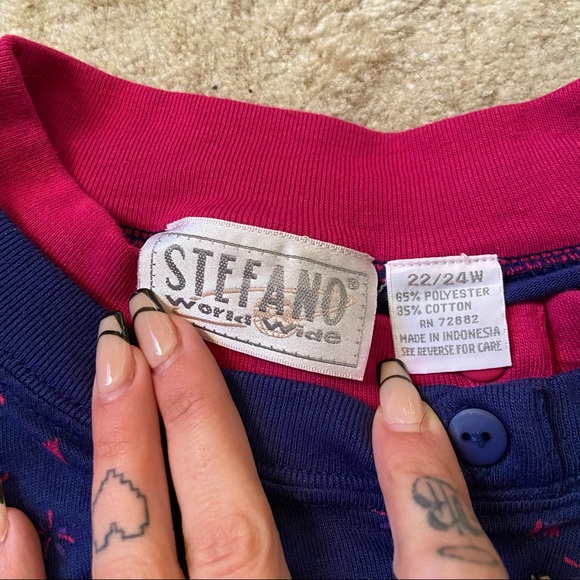 STEFANO®
World Wide
22/24W
65% POLYESTER
35% COTTON
RN 72882
MADE IN INDONESIA
SEE REVERSE FOR CARE